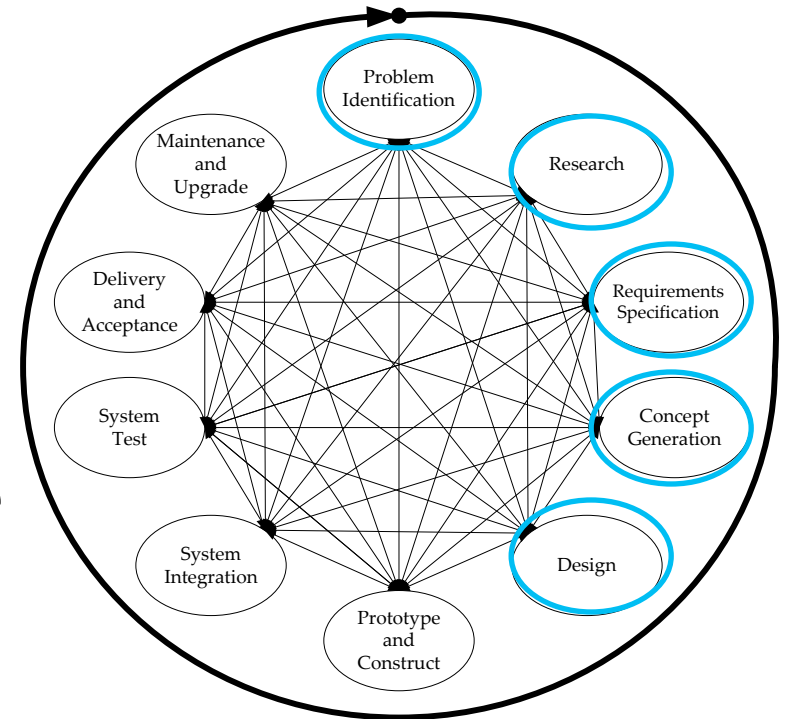 Problem
Identification
Research
Requirements
Specification
Concept
Generation
Design
Prototype
and
Construct
System
Integration
System
Test
Delivery
and
Acceptance
Maintenance
and
Upgrade